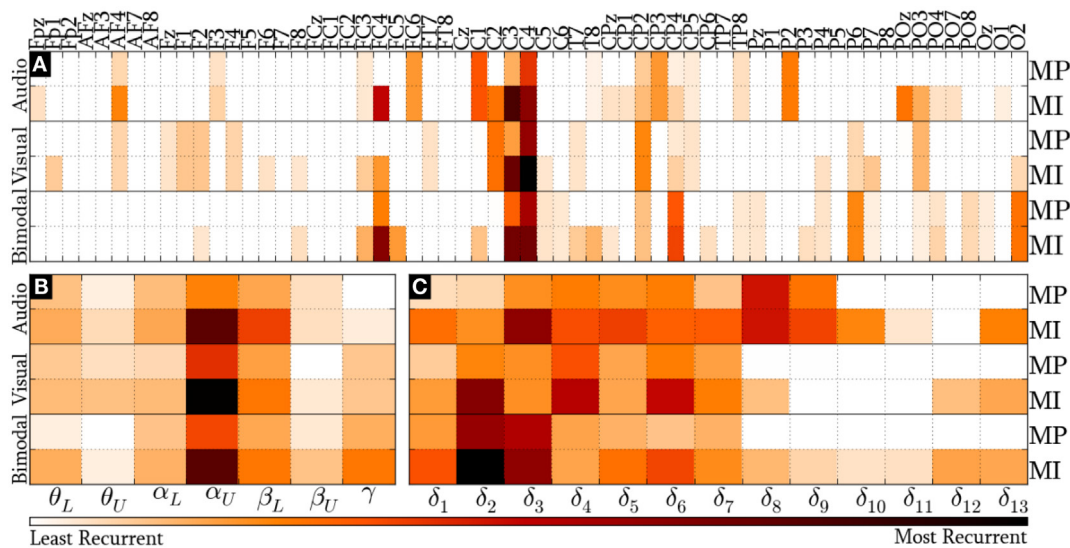 Fpz Fp1 Fp2 AFz AF3 AF4 AF7 AF8 Fz F1 F2 F3 F4 F5 F6 F7 F8 FCz FC1 FC2 FC3 FC4 FC5 FC6 FT7 FT8 Cz C1 C2 C3 C4 C5 C6 T7 T8 CPz CP1 CP2 CP3 CP4 CP5 CP6 TP7 TP8 Pz P1 P2 P3 P4 P5 P6 P7 P8 POz PO3 PO4 PO7 PO8 Oz O1 O2
A
Audio MP
MI
Visual MP
MI
Bimodal MP
MI
B C
Audio MP
MI
Visual MP
MI
Bimodal MP
MI
θL θU αL αU βL βU γ δ1 δ2 δ3 δ4 δ5 δ6 δ7 δ8 δ9 δ10 δ11 δ12 δ13
Least Recurrent Most Recurrent